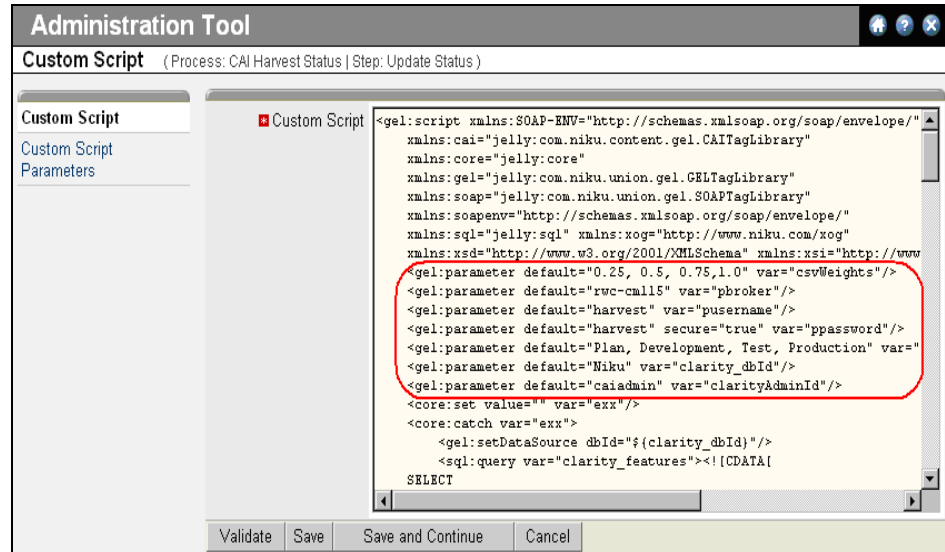 Administration Tool
Custom Script ( Process: CAI Harvest Status | Step: Update Status )
Custom Script
Custom Script
Parameters
Custom Script
<gel:script xmlns:SOAP-ENV="http://schemas.xmlsoap.org/soap/envelope/"
xmlns:cai="jelly:com.niku.content.gel.CAITagLibrary"
xmlns:core="jelly:core"
xmlns:gel="jelly:com.niku.union.gel.GELTagLibrary"
xmlns:soap="jelly:com.niku.union.gel.SOAPTagLibrary"
xmlns:soapenv="http://schemas.xmlsoap.org/soap/envelope/"
xmlns:sql="jelly:sql" xmlns:xog="http://www.niku.com/xog"
xmlns:xsd="http://www.w3.org/2001/XMLSchema" xmlns:xsi="http://www
<gel:parameter default="0.25, 0.5, 0.75,1.0" var="csvWeights"/>
<gel:parameter default="rwc-cml15" var="pbroker"/>
<gel:parameter default="harvest" var="pusername"/>
<gel:parameter default="harvest" secure="true" var="ppassword"/>
<gel:parameter default="Plan, Development, Test, Production" var="
<gel:parameter default="Niku" var="clarity_dbId"/>
<gel:parameter default="caiadmin" var="clarityAdminId"/>
<core:set value="" var="exx"/>
<core:catch var="exx">
<gel:setDataSource dbId="${clarity_dbId}"/>
<sql:query var="clarity_features"><![CDATA[
SELECT
Validate Save Save and Continue Cancel